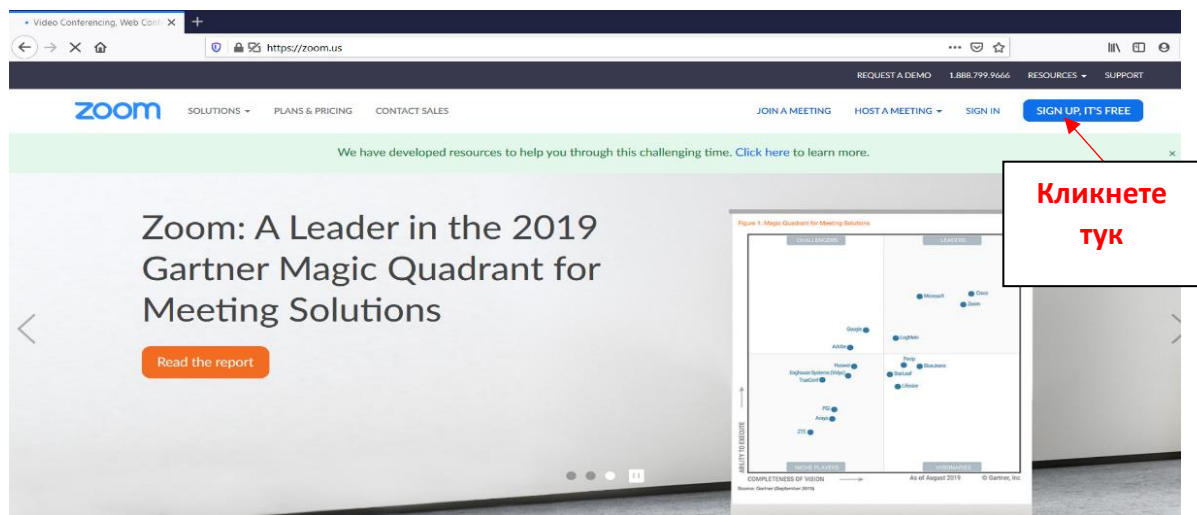 Video Conferencing, Web Conf
https://zoom.us
REQUEST A DEMO 1.888.799.9666 RESOURCES SUPPORT
zoom SOLUTIONS PLANS & PRICING CONTACT SALES JOIN A MEETING HOST A MEETING SIGN IN SIGN UP, IT'S FREE
We have developed resources to help you through this challenging time. Click here to learn more.
Кликнете
тук
Zoom: A Leader in the 2019
Gartner Magic Quadrant for
Meeting Solutions
Read the report
Figure 1. Magic Quadrant for Meeting Solutions
CHALLENGERS LEADERS
Microsoft Cisco
Zoom
Google
LogMeIn
Adobe
Huawei Pexip
BlueJeans
Enghouse Systems (Vidyo) StarLeaf
TrueConf
Lifesize
PGi
Avaya
ZTE
ABILITY TO EXECUTE
NICHE PLAYERS VISIONARIES
COMPLETENESS OF VISION As of August 2019 © Gartner, Inc
Source: Gartner (September 2019)